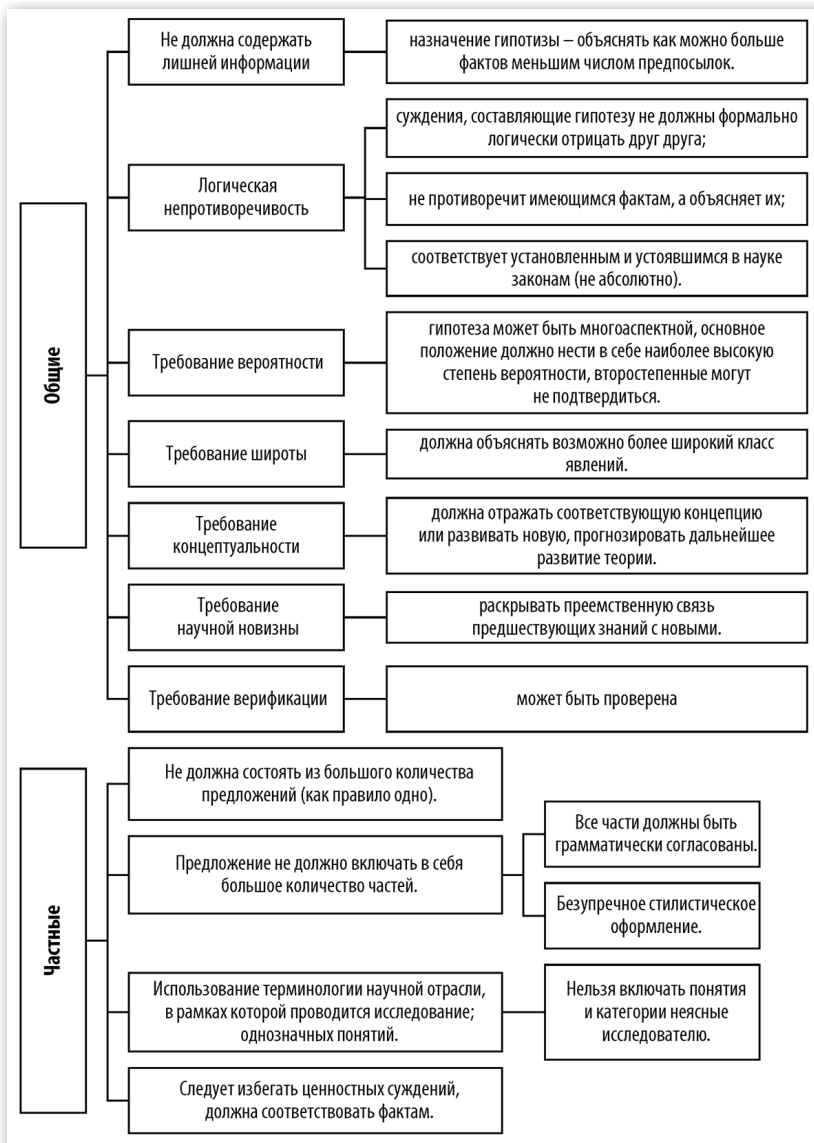 Общие
Не должна содержать
лишней информации
назначение гипотизы – объяснять как можно больше
фактов меньшим числом предпосылок.
Логическая
непротиворечивость
суждения, составляющие гипотезу не должны формально
логически отрицать друг друга;
не противоречит имеющимся фактам, а объясняет их;
соответствует установленным и устоявшимся в науке
законам (не абсолютно).
Требование вероятности
гипотеза может быть многоаспектной, основное
положение должно нести в себе наиболее высокую
степень вероятности, второстепенные могут
не подтвердиться.
Требование широты
должна объяснять возможно более широкий класс
явлений.
Требование
концептуальности
должна отражать соответствующую концепцию
или развивать новую, прогнозировать дальнейшее
развитие теории.
Требование
научной новизны
раскрывать преемственную связь
предшествующих знаний с новыми.
Требование верификации
может быть проверена
Частные
Не должна состоять из большого количества
предложений (как правило одно).
Предложение не должно включать в себя
большое количество частей.
Все части должны быть
грамматически согласованы.
Безупречное стилистическое
оформление.
Использование терминологии научной отрасли,
в рамках которой проводится исследование;
однозначных понятий.
Нельзя включать понятия
и категории неясные
исследователю.
Следует избегать ценностных суждений,
должна соответствовать фактам.